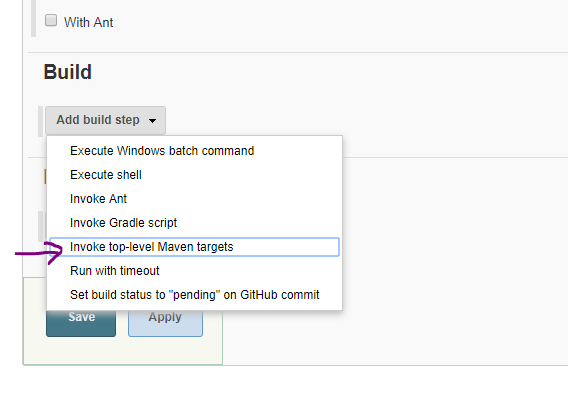 With Ant
Build
Add build step
Execute Windows batch command
Execute shell
Invoke Ant
Invoke Gradle script
Invoke top-level Maven targets
Run with timeout
Set build status to "pending" on GitHub commit
Save Apply